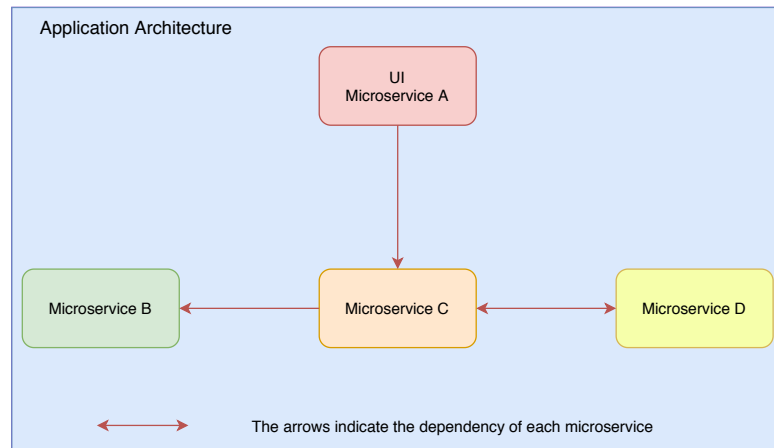 Application Architecture
UI
Microservice A
Microservice B
Microservice C
Microservice D
The arrows indicate the dependency of each microservice